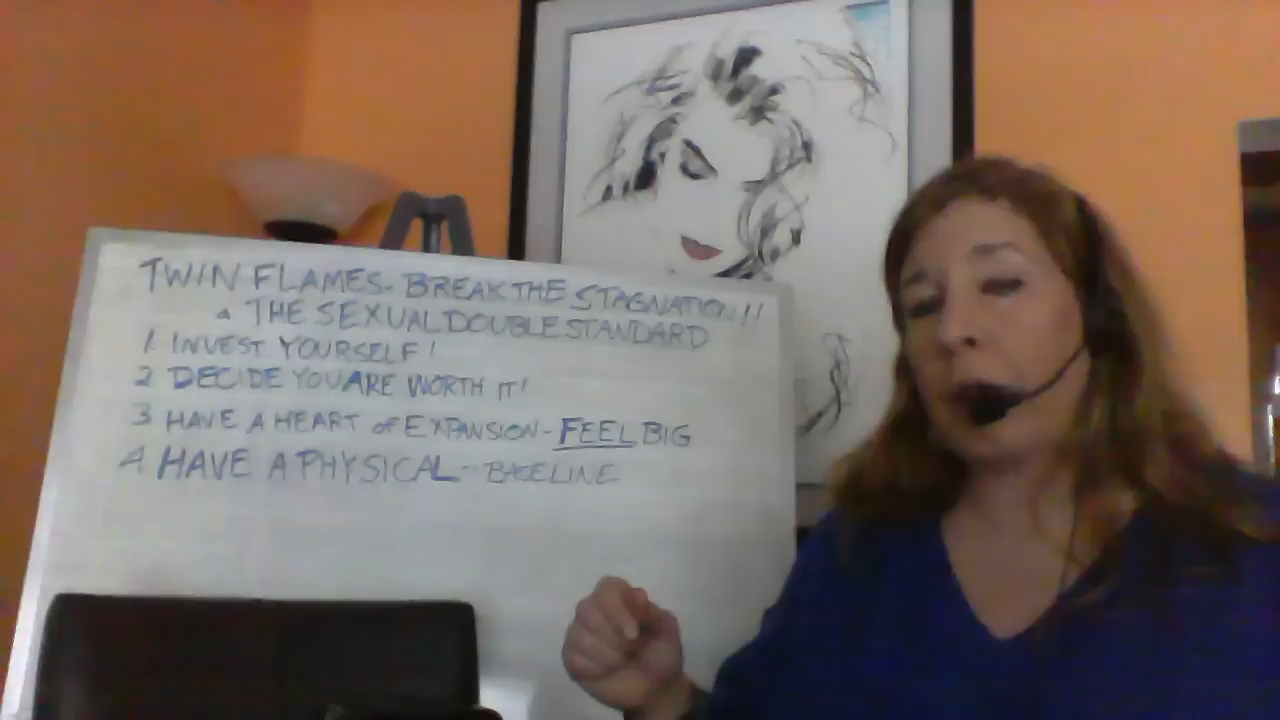 TWIN FLAMES- BREAK THE STAGNATION!!
& THE SEXUAL DOUBLE STANDARD
1 INVEST YOURSELF!
2 DECIDE YOU ARE WORTH IT!
3 HAVE A HEART of EXPANSION - FEEL BIG
4 HAVE A PHYSICAL - BASELINE